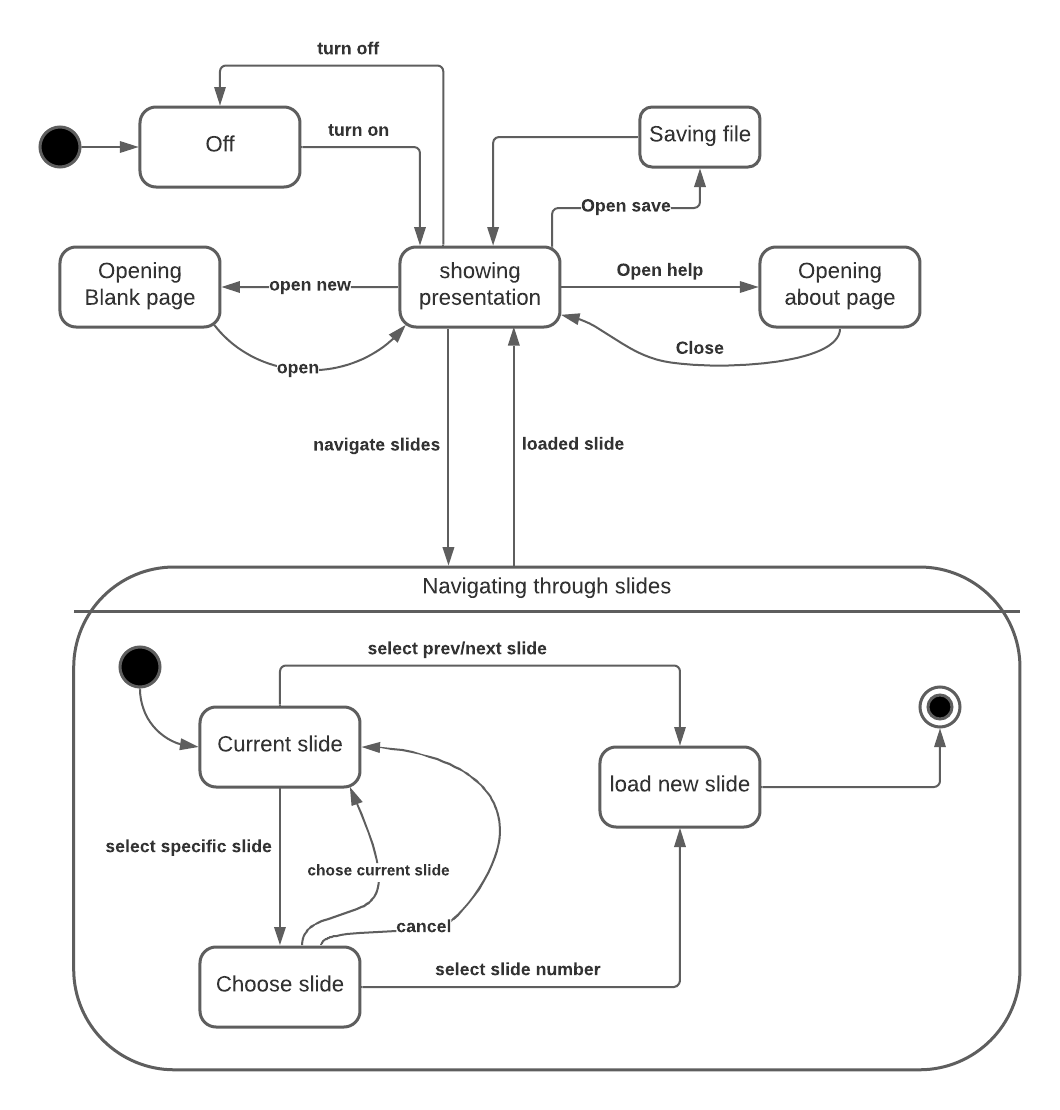 turn off
Off
turn on
Saving file
Open save
Opening
Blank page
open new
showing
presentation
Open help
Opening
about page
open
Close
navigate slides
loaded slide
Navigating through slides
select prev/next slide
Current slide
load new slide
select specific slide
chose current slide
cancel
Choose slide
select slide number